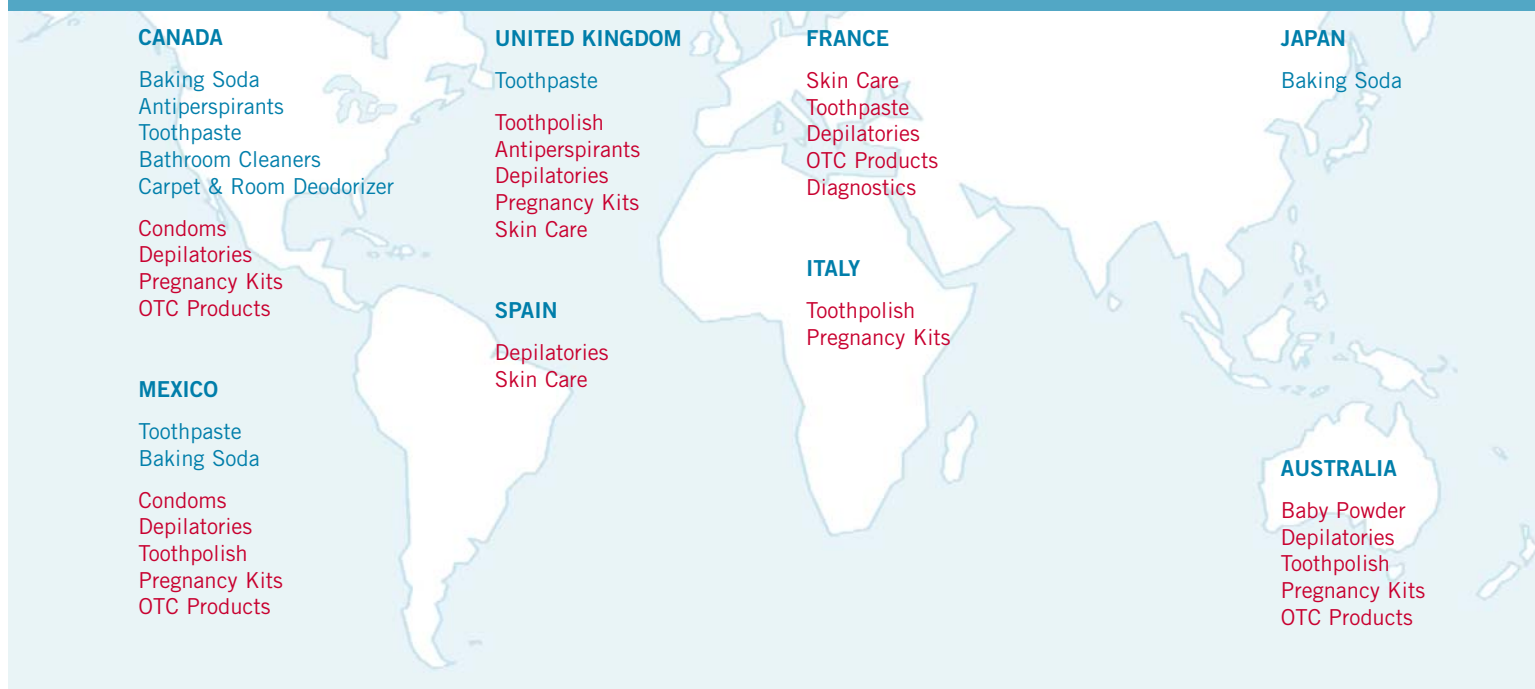 CANADA
Baking Soda
Antiperspirants
Toothpaste
Bathroom Cleaners
Carpet & Room Deodorizer
Condoms
Depilatories
Pregnancy Kits
OTC Products
MEXICO
Toothpaste
Baking Soda
Condoms
Depilatories
Toothpolish
Pregnancy Kits
OTC Products
UNITED KINGDOM
Toothpaste
Toothpolish
Antiperspirants
Depilatories
Pregnancy Kits
Skin Care
SPAIN
Depilatories
Skin Care
FRANCE
Skin Care
Toothpaste
Depilatories
OTC Products
Diagnostics
ITALY
Toothpolish
Pregnancy Kits
JAPAN
Baking Soda
AUSTRALIA
Baby Powder
Depilatories
Toothpolish
Pregnancy Kits
OTC Products